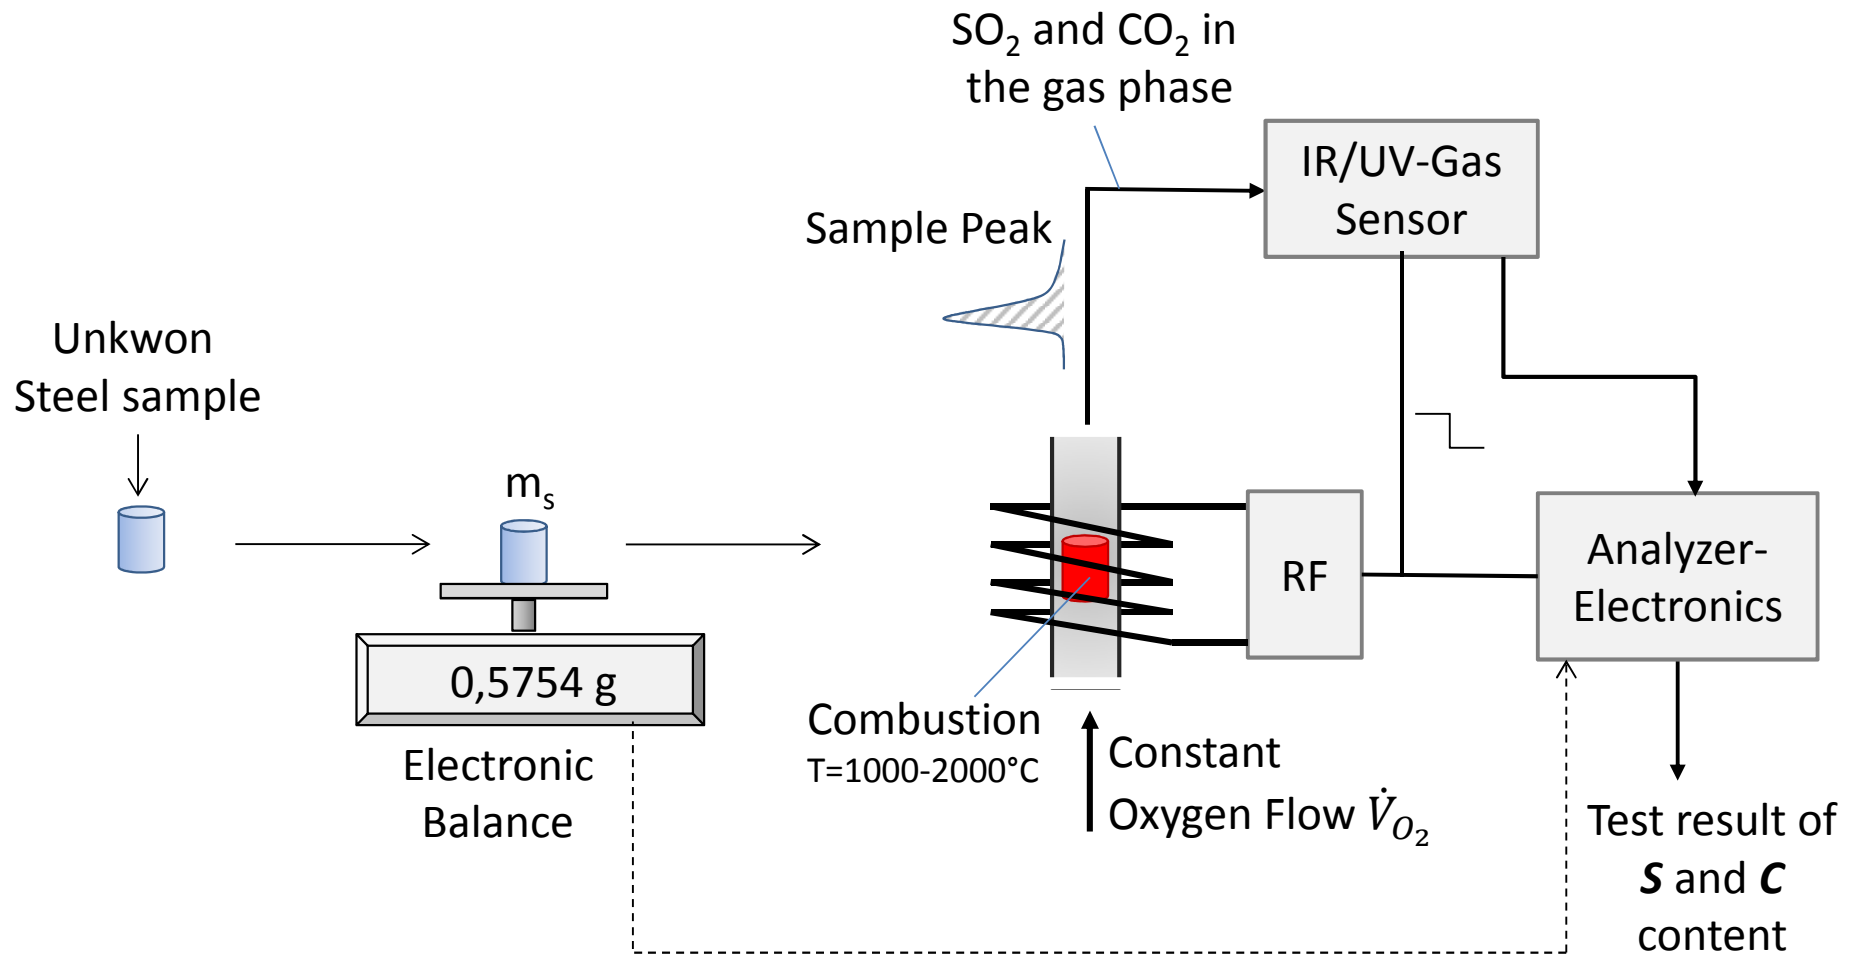 SO₂ and CO₂ in
the gas phase
IR/UV-Gas
Sensor
Sample Peak
Unkwon
Steel sample
mₛ
RF
Analyzer-
Electronics
0,5754 g
Electronic
Balance
Combustion
T=1000-2000°C
Constant
Oxygen Flow V̇_O₂
Test result of
S and C
content